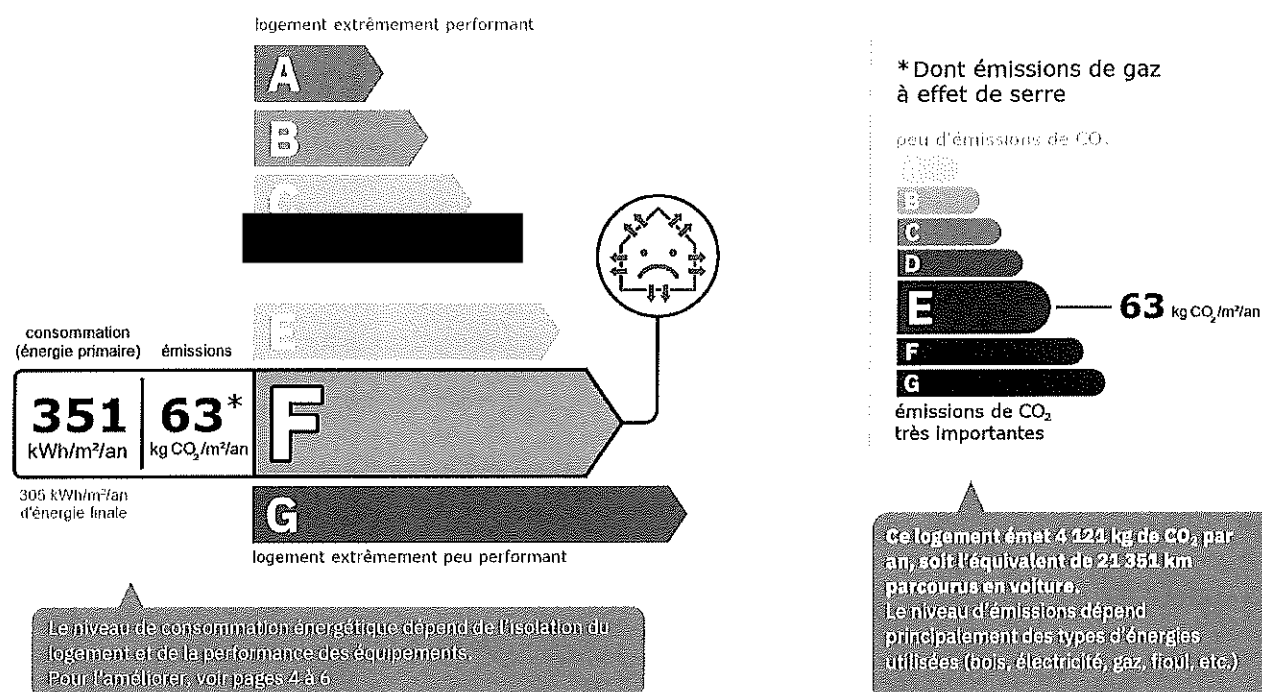 logement extrêmement performant
A
B
C
E
consommation
(énergie primaire)
émissions
351
kWh/m²/an
63*
kg CO₂/m²/an
F
306 kWh/m²/an
d'énergie finale
G
logement extrêmement peu performant
Le niveau de consommation énergétique dépend de l'isolation du
logement et de la performance des équipements.
Pour l'améliorer, voir pages 4 à 6
*Dont émissions de gaz
à effet de serre
peu d'émissions de CO₂
B
C
D
E
63 kg CO₂/m²/an
F
G
émissions de CO₂
très importantes
Ce logement émet 4 121 kg de CO₂ par
an, soit l'équivalent de 21 351 km
parcourus en voiture.
Le niveau d'émissions dépend
principalement des types d'énergies
utilisées (bois, électricité, gaz, fioul, etc.)